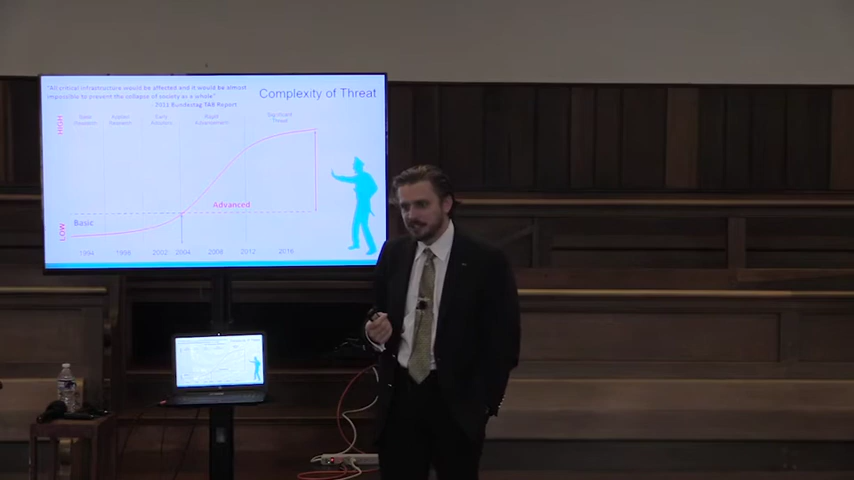 "All critical infrastructure would be affected and it would be almost
impossible to prevent the collapse of society as a whole"
2011 Bundestag TAB Report
Complexity of Threat
HIGH
Early
Rapid
Significant
Threat
Advanced
Basic
LOW
1994 1998 2002 2004 2008 2012 2016